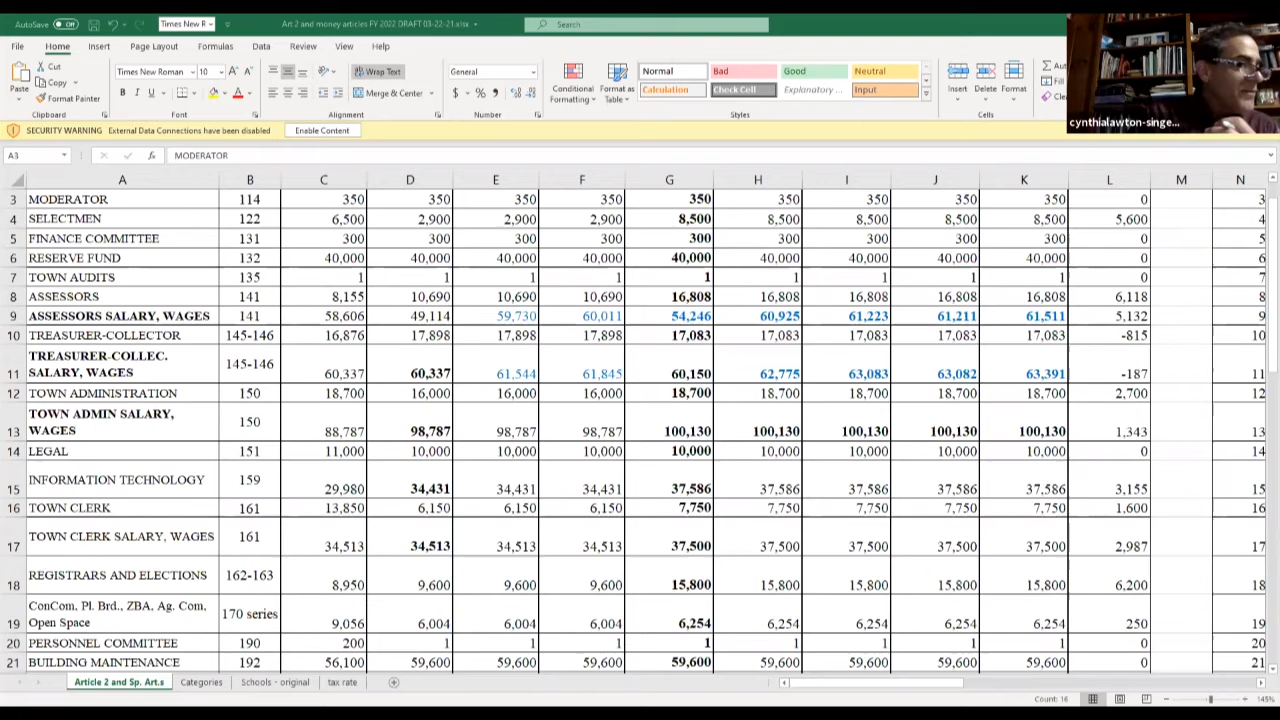 AutoSave Off Times New R Art 2 and money articles FY 2022 DRAFT 03-22-21.xlsx Search
File Home Insert Page Layout Formulas Data Review View Help
Cut Copy Format Painter Paste Clipboard
Times New Roman 10 B I U Font
Wrap Text Merge & Center Alignment
General $ % Number
Conditional Formatting Format as Table
Normal Bad Good Neutral
Calculation Check Cell Explanatory ... Input Styles
Insert Delete Format Cells
cynthialawton-singe...
SECURITY WARNING External Data Connections have been disabled Enable Content
A3 fx MODERATOR
A B C D E F G H I J K L M N
3 MODERATOR 114 350 350 350 350 350 350 350 350 350 0 3
4 SELECTMEN 122 6,500 2,900 2,900 2,900 8,500 8,500 8,500 8,500 8,500 5,600 4
5 FINANCE COMMITTEE 131 300 300 300 300 300 300 300 300 300 0 5
6 RESERVE FUND 132 40,000 40,000 40,000 40,000 40,000 40,000 40,000 40,000 40,000 0 6
7 TOWN AUDITS 135 1 1 1 1 1 1 1 1 1 0 7
8 ASSESSORS 141 8,155 10,690 10,690 10,690 16,808 16,808 16,808 16,808 16,808 6,118 8
9 ASSESSORS SALARY, WAGES 141 58,606 49,114 59,730 60,011 54,246 60,925 61,223 61,211 61,511 5,132 9
10 TREASURER-COLLECTOR 145-146 16,876 17,898 17,898 17,898 17,083 17,083 17,083 17,083 17,083 -815 10
TREASURER-COLLEC.
11 SALARY, WAGES 145-146 60,337 60,337 61,544 61,845 60,150 62,775 63,083 63,082 63,391 -187 11
12 TOWN ADMINISTRATION 150 18,700 16,000 16,000 16,000 18,700 18,700 18,700 18,700 18,700 2,700 12
TOWN ADMIN SALARY,
13 WAGES 150 88,787 98,787 98,787 98,787 100,130 100,130 100,130 100,130 100,130 1,343 13
14 LEGAL 151 11,000 10,000 10,000 10,000 10,000 10,000 10,000 10,000 10,000 0 14
15 INFORMATION TECHNOLOGY 159 29,980 34,431 34,431 34,431 37,586 37,586 37,586 37,586 37,586 3,155 15
16 TOWN CLERK 161 13,850 6,150 6,150 6,150 7,750 7,750 7,750 7,750 7,750 1,600 16
17 TOWN CLERK SALARY, WAGES 161 34,513 34,513 34,513 34,513 37,500 37,500 37,500 37,500 37,500 2,987 17
18 REGISTRARS AND ELECTIONS 162-163 8,950 9,600 9,600 9,600 15,800 15,800 15,800 15,800 15,800 6,200 18
ConCom, Pl. Brd., ZBA, Ag. Com,
19 Open Space 170 series 9,056 6,004 6,004 6,004 6,254 6,254 6,254 6,254 6,254 250 19
20 PERSONNEL COMMITTEE 190 200 1 1 1 1 1 1 1 1 0 20
21 BUILDING MAINTENANCE 192 56,100 59,600 59,600 59,600 59,600 59,600 59,600 59,600 59,600 0 21
Article 2 and Sp. Art.s Categories Schools - original tax rate
Count: 16 145%